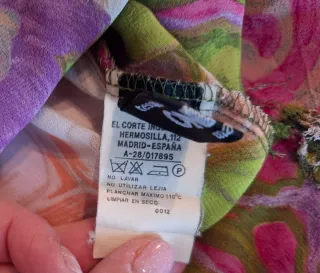 EL CORTE
HERMOSILLA, 112
MADRID-ESPAÑA
A-28/017895
P
NO LAVAR
NO UTILIZAR LEJIA
PLANCHAR MAXIMO 110°C
LIMPIAR EN SECO
0012